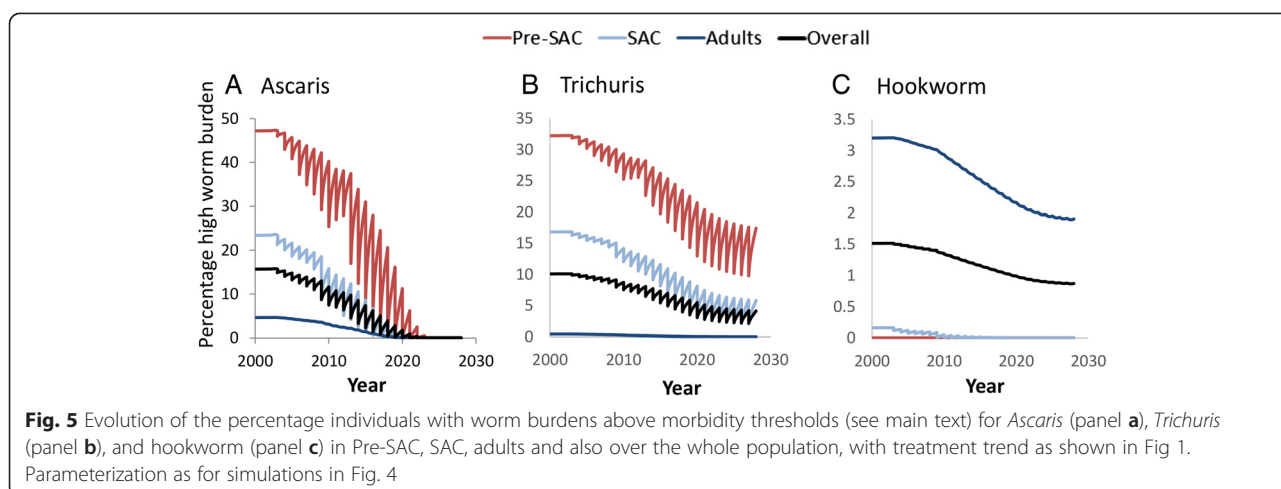 Pre-SAC SAC Adults Overall
A Ascaris
B Trichuris
C Hookworm
Percentage high worm burden
50
40
30
20
10
0
2000 2010 2020 2030
Year
35
30
25
20
15
10
5
0
2000 2010 2020 2030
Year
3.5
3
2.5
2
1.5
1
0.5
0
2000 2010 2020 2030
Year
Fig. 5 Evolution of the percentage individuals with worm burdens above morbidity thresholds (see main text) for Ascaris (panel a), Trichuris
(panel b), and hookworm (panel c) in Pre-SAC, SAC, adults and also over the whole population, with treatment trend as shown in Fig 1.
Parameterization as for simulations in Fig. 4